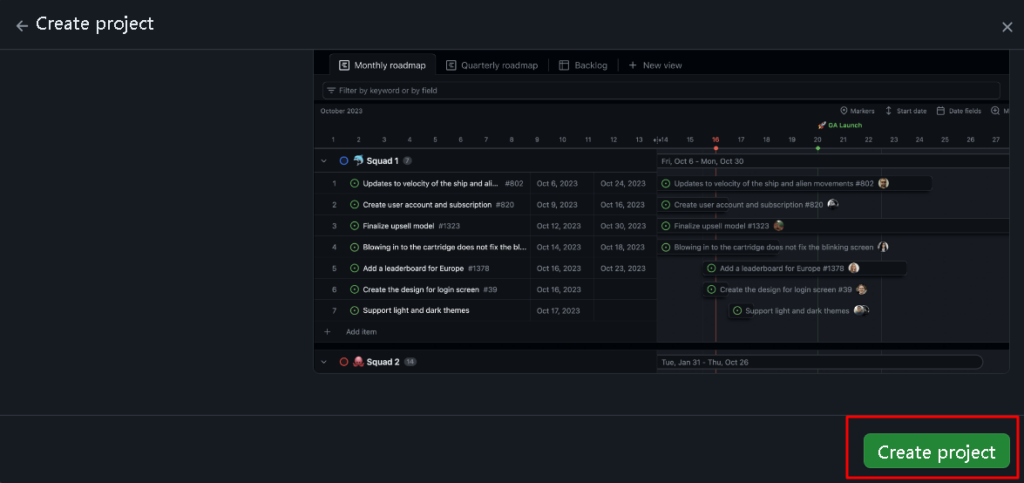 Create project
Monthly roadmap Quarterly roadmap Backlog + New view
Filter by keyword or by field
October 2023 Markers Start date Date fields M
GA Launch
1 2 3 4 5 6 7 8 9 10 11 12 13 14 15 16 17 18 19 20 21 22 23 24 25 26 27
Squad 1 7 Fri, Oct 6 - Mon, Oct 30
1 Updates to velocity of the ship and ali... #802 Oct 6, 2023 Oct 24, 2023 Updates to velocity of the ship and alien movements #802
2 Create user account and subscription #820 Oct 9, 2023 Oct 16, 2023 Create user account and subscription #820
3 Finalize upsell model #1323 Oct 12, 2023 Oct 30, 2023 Finalize upsell model #1323
4 Blowing in to the cartridge does not fix the bl... Oct 14, 2023 Oct 18, 2023 Blowing in to the cartridge does not fix the blinking screen
5 Add a leaderboard for Europe #1378 Oct 16, 2023 Oct 23, 2023 Add a leaderboard for Europe #1378
6 Create the design for login screen #39 Oct 16, 2023 Create the design for login screen #39
7 Support light and dark themes Oct 17, 2023 Support light and dark themes
+ Add item
Squad 2 14 Tue, Jan 31 - Thu, Oct 26
Create project